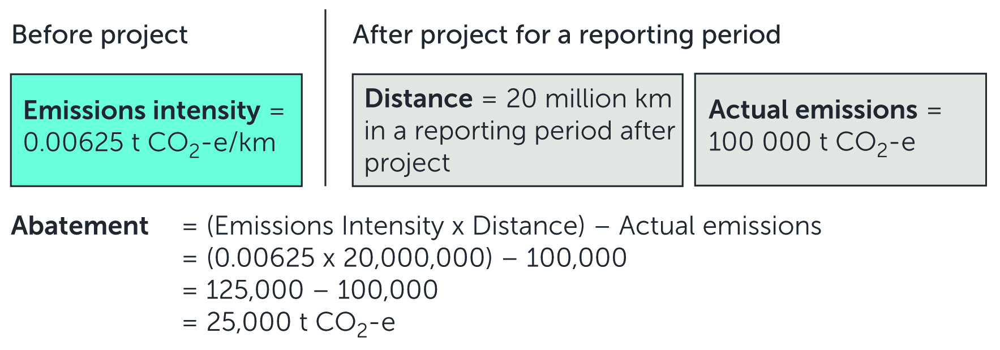 Before project
After project for a reporting period
Emissions intensity =
0.00625 t CO₂-e/km
Distance = 20 million km
in a reporting period after
project
Actual emissions =
100 000 t CO₂-e
Abatement = (Emissions Intensity x Distance) – Actual emissions
= (0.00625 x 20,000,000) – 100,000
= 125,000 – 100,000
= 25,000 t CO₂-e